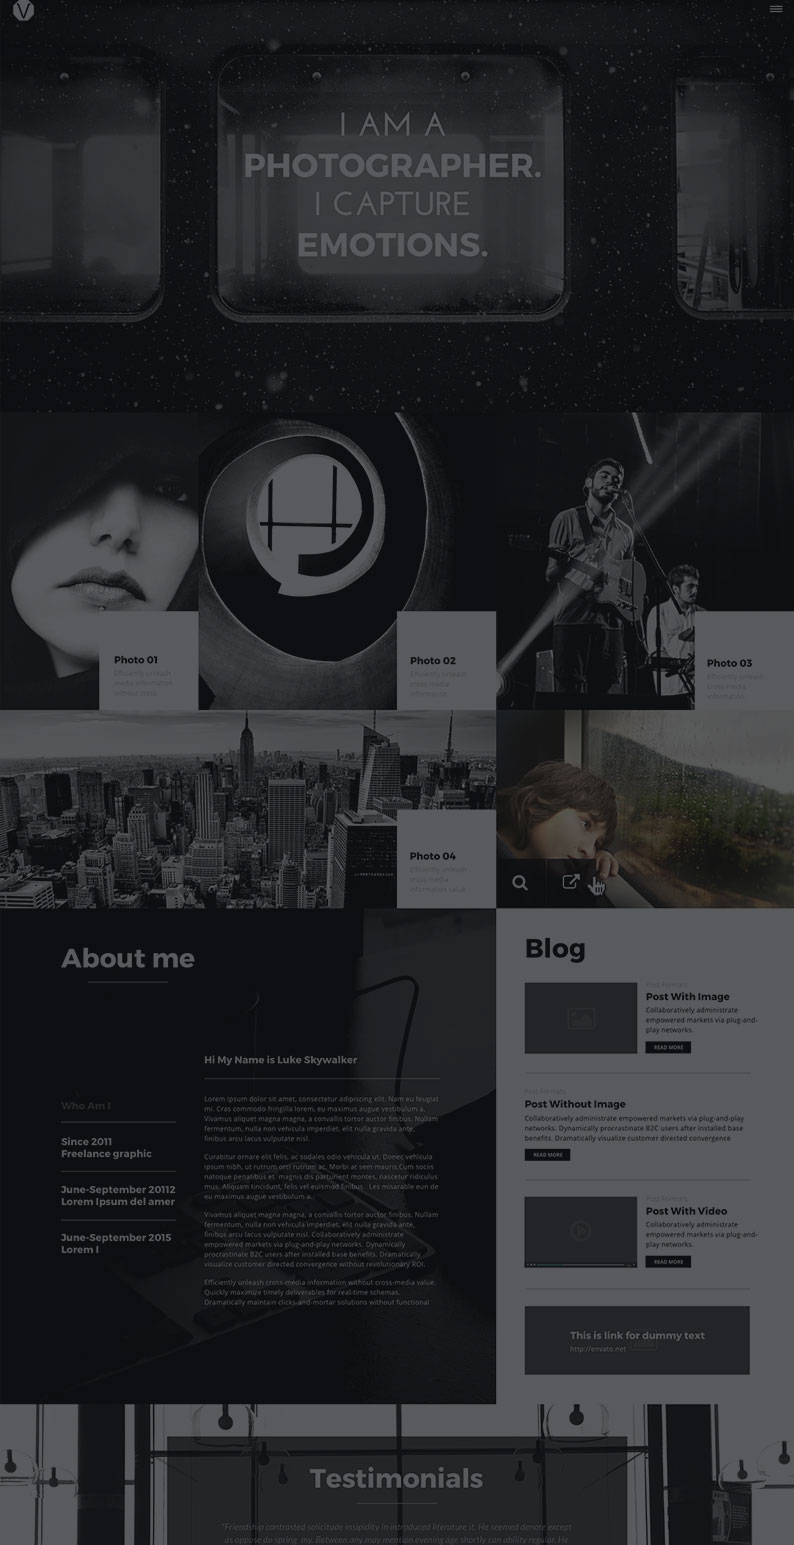 V
I AM A
PHOTOGRAPHER.
I CAPTURE
EMOTIONS.
Photo 01
Efficiently unleash
media information
without cross.
Photo 02
Efficiently unleash
cross-media
information.
Photo 03
Efficiently unleash
cross-media
information.
Photo 04
Efficiently unleash
cross-media
information value.
About me
Hi My Name is Luke Skywalker
Who Am I
Since 2011
Freelance graphic
June-September 20112
Lorem Ipsum del amer
June-September 2015
Lorem I
Lorem ipsum dolor sit amet, consectetur adipiscing elit. Nam eu feugiat
mi. Cras commodo fringilla lorem, eu maximus augue vestibulum a.
Vivamus aliquet magna magna, a convallis tortor auctor finibus. Nullam
fermentum, nulla non vehicula imperdiet, elit nulla gravida ante,
finibus arcu lacus vulputate nisl.
Curabitur ornare elit felis, ac sodales odio vehicula ut. Donec vehicula
ipsum nibh, ut rutrum orti rutrum ac. Morbi at sem mauris.Cum sociis
natoque penatibus et magnis dis parturient montes, nascetur ridiculus
mus. Aliquam tincidunt, felis vel euismod finibus - Les misarable eun de
eu maximus augue vestibulum a.
Vivamus aliquet magna magna, a convallis tortor auctor finibus. Nullam
fermentum, nulla non vehicula imperdiet, elit nulla gravida ante,
finibus arcu lacus vulputate nisl. Collaboratively administrate
empowered markets via plug-and-play networks. Dynamically
procrastinate B2C users after installed base benefits. Dramatically
visualize customer directed convergence without revolutionary ROI.
Efficiently unleash cross-media information without cross-media value.
Quickly maximize timely deliverables for real-time schemas.
Dramatically maintain clicks-and-mortar solutions without functional
Blog
Post Formats
Post With Image
Collaboratively administrate
empowered markets via plug-and-
play networks.
READ MORE
Post Formats
Post Without Image
Collaboratively administrate empowered markets via plug-and-play
networks. Dynamically procrastinate B2C users after installed base
benefits. Dramatically visualize customer directed convergence
READ MORE
Post Formats
Post With Video
Collaboratively administrate
empowered markets via plug-and-
play networks.
READ MORE
This is link for dummy text
http://envato.net
Testimonials
"Friendship contrasted solicitude insipidity in introduced literature it. He seemed denote except
as oppose do spring my. Between any may mention evening age shortly can ability regular. He